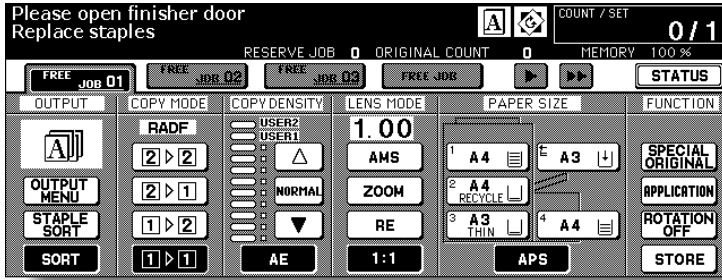 Please open finisher door
Replace staples
A
COUNT / SET
0/1
RESERVE JOB 0 ORIGINAL COUNT 0 MEMORY 100 %
FREE JOB 01
FREE JOB 02
FREE JOB 03
FREE JOB
STATUS
OUTPUT
COPY MODE
COPY DENSITY
LENS MODE
PAPER SIZE
FUNCTION
A
OUTPUT
MENU
STAPLE
SORT
SORT
RADF
2 ▷ 2
2 ▷ 1
1 ▷ 2
1 ▷ 1
USER2
USER1
NORMAL
AE
1.00
AMS
ZOOM
RE
1:1
1 A4
A3
2 A4
RECYCLE
3 A3
THIN
4 A4
APS
SPECIAL
ORIGINAL
APPLICATION
ROTATION
OFF
STORE